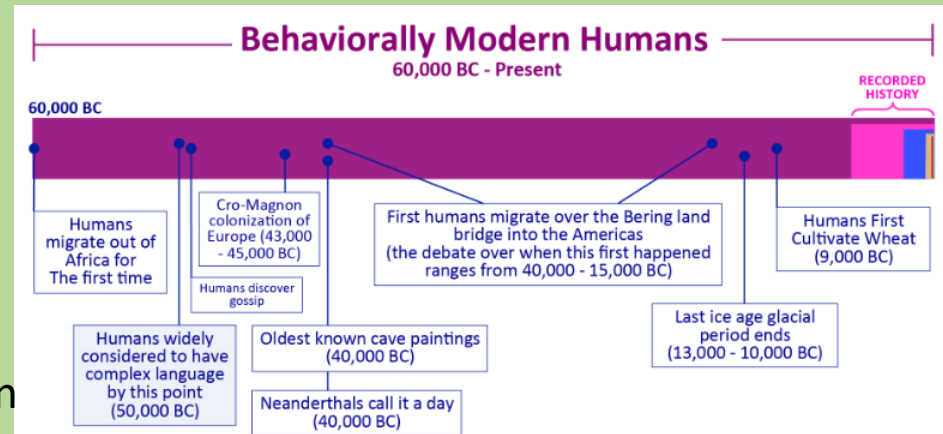 Behaviorally Modern Humans
60,000 BC - Present
RECORDED
HISTORY
60,000 BC
Humans
migrate out of
Africa for
The first time
Cro-Magnon
colonization of
Europe (43,000
- 45,000 BC)
Humans discover
gossip
First humans migrate over the Bering land
bridge into the Americas
(the debate over when this first happened
ranges from 40,000 - 15,000 BC)
Humans First
Cultivate Wheat
(9,000 BC)
Humans widely
considered to have
complex language
by this point
(50,000 BC)
Oldest known cave paintings
(40,000 BC)
Last ice age glacial
period ends
(13,000 - 10,000 BC)
Neanderthals call it a day
(40,000 BC)